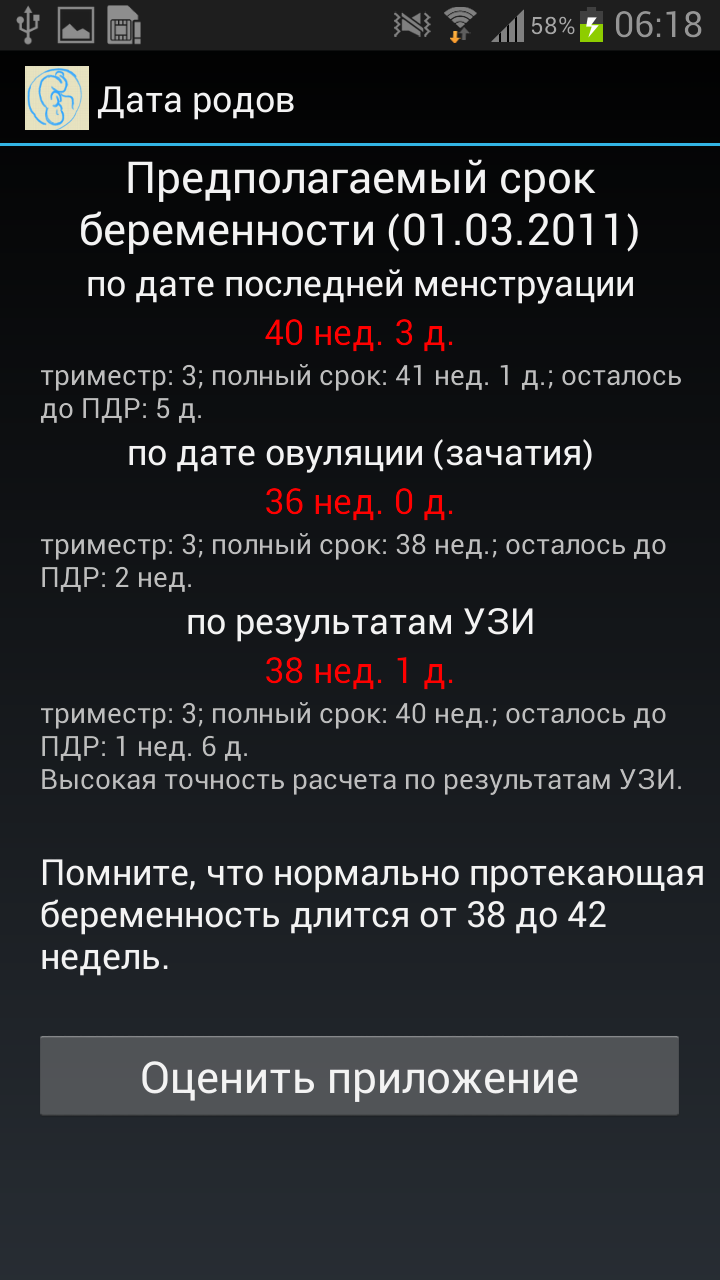 58% 06:18
Дата родов
Предполагаемый срок
беременности (01.03.2011)
по дате последней менструации
40 нед. 3 д.
триместр: 3; полный срок: 41 нед. 1 д.; осталось
до ПДР: 5 д.
по дате овуляции (зачатия)
36 нед. 0 д.
триместр: 3; полный срок: 38 нед.; осталось до
ПДР: 2 нед.
по результатам УЗИ
38 нед. 1 д.
триместр: 3; полный срок: 40 нед.; осталось до
ПДР: 1 нед. 6 д.
Высокая точность расчета по результатам УЗИ.
Помните, что нормально протекающая
беременность длится от 38 до 42
недель.
Оценить приложение